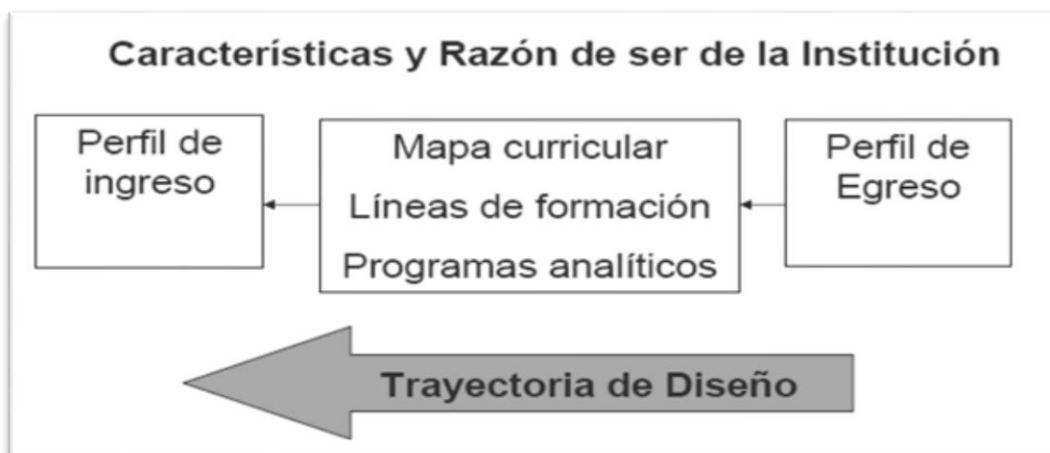 Características y Razón de ser de la Institución
Perfil de
ingreso
Mapa curricular
Líneas de formación
Programas analíticos
Perfil de
Egreso
Trayectoria de Diseño